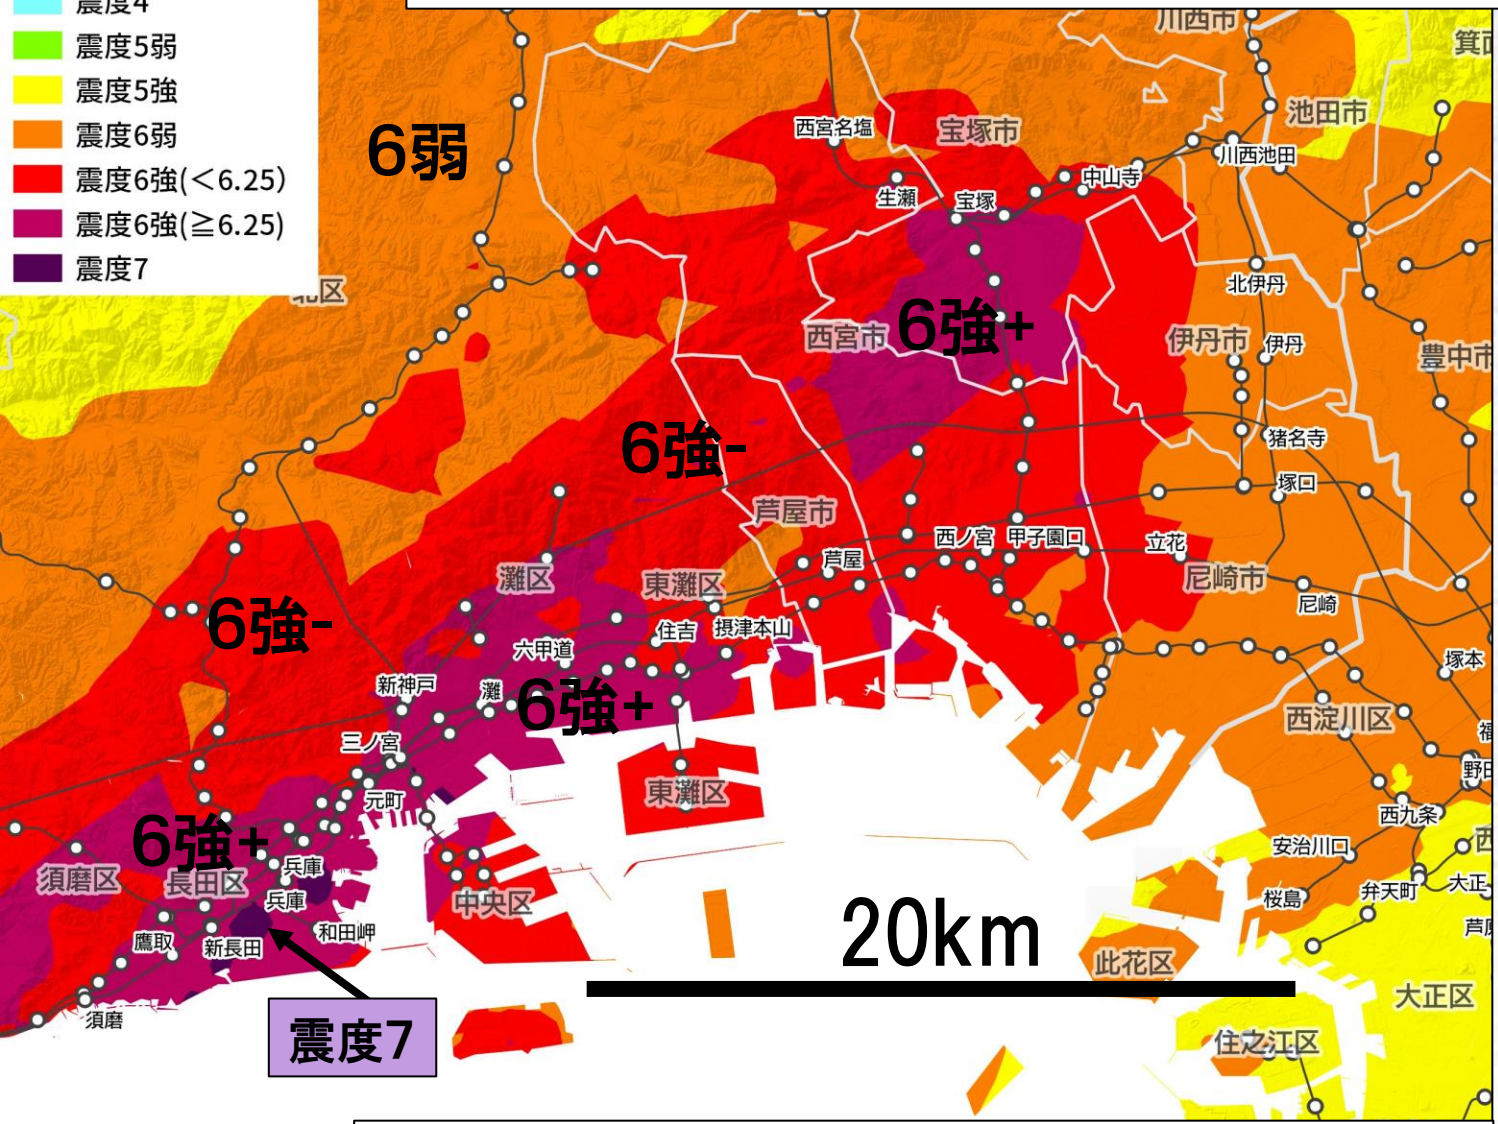 震度4
震度5弱
震度5強
震度6弱
震度6強(＜6.25)
震度6強(≧6.25)
震度7
川西市
池田市
6弱
西宮名塩
宝塚市
川西池田
中山寺
生瀬
宝塚
北区
北伊丹
西宮市
6強+
伊丹市
伊丹
豊中市
6強-
猪名寺
塚口
芦屋市
西ノ宮
甲子園口
立花
芦屋
灘区
東灘区
尼崎市
尼崎
6強-
住吉
摂津本山
六甲道
塚本
新神戸
灘
6強+
西淀川区
三ノ宮
野田
東灘区
元町
西九条
6強+
安治川口
兵庫
須磨区
長田区
兵庫
中央区
桜島
弁天町
大正
20km
鷹取
新長田
和田岬
此花区
大正区
須磨
震度7
住之江区